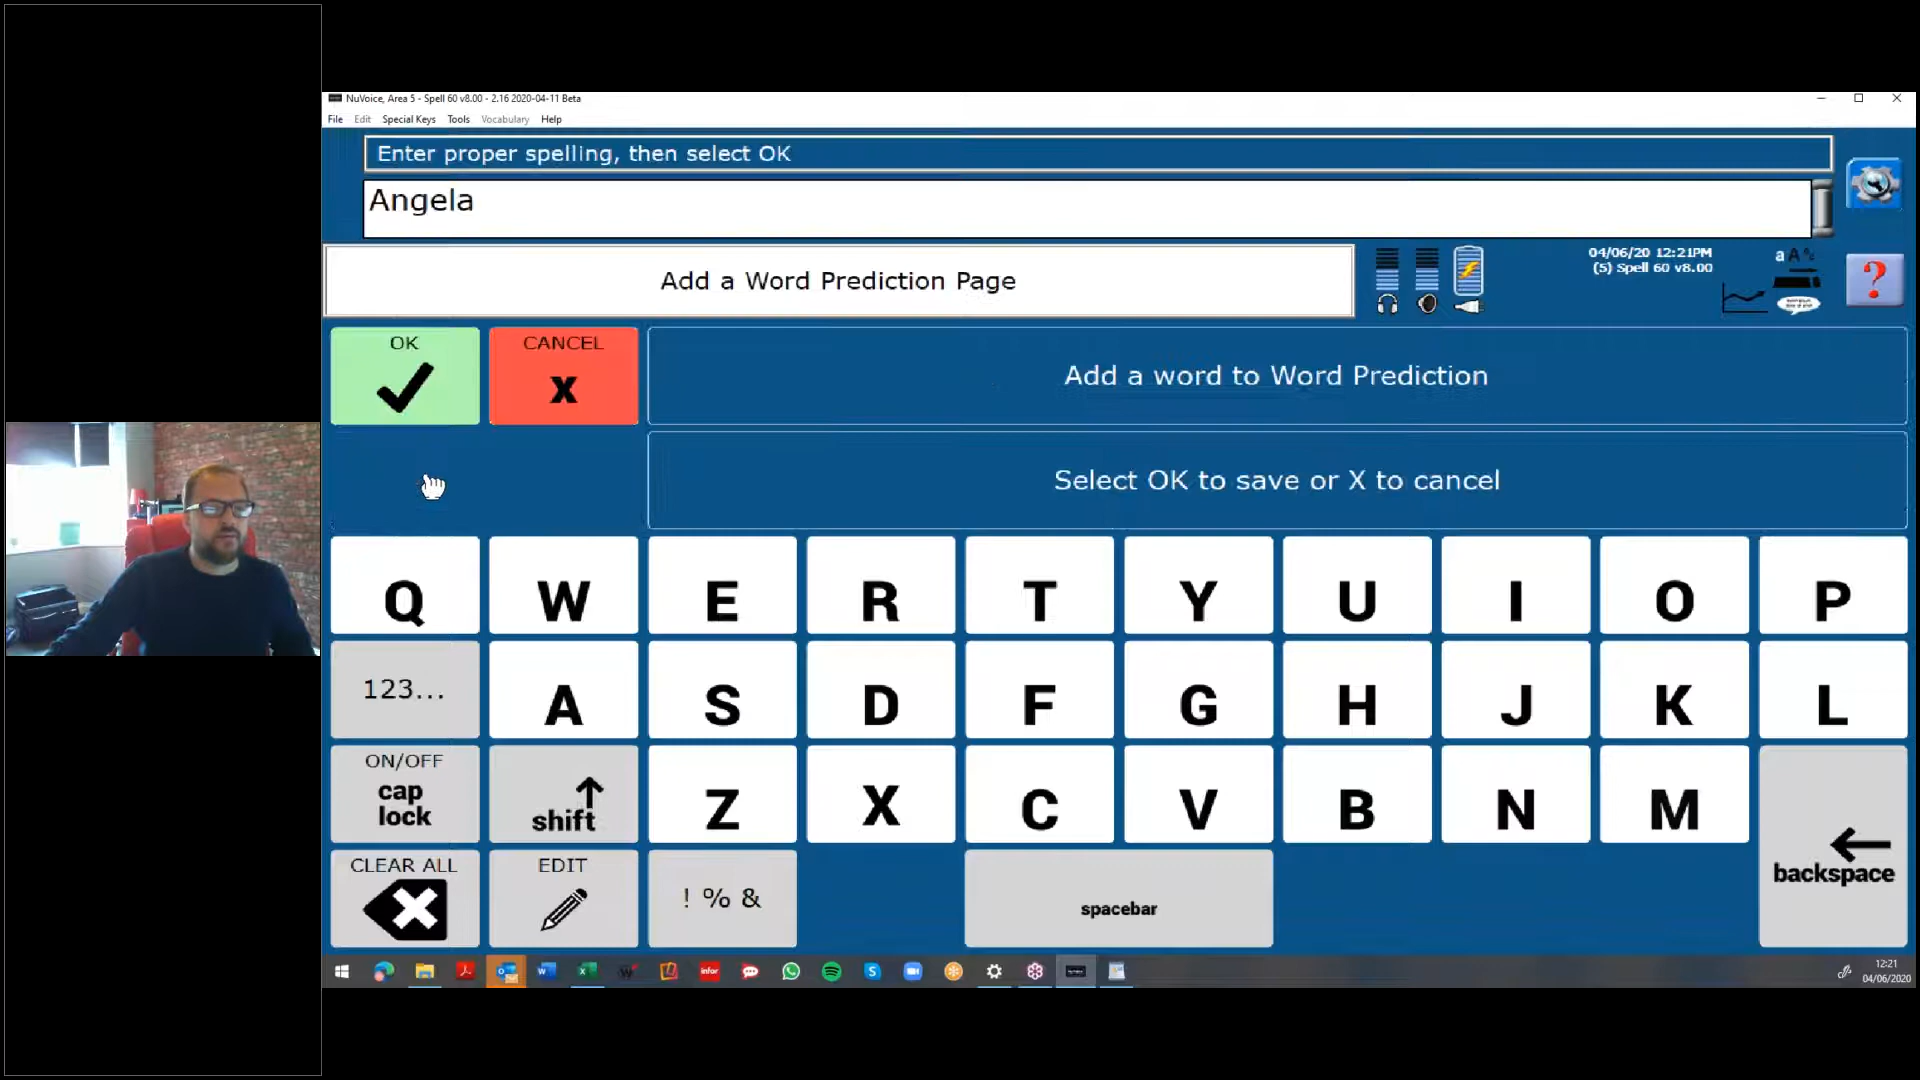 NuVoice, Area 5 - Spell 60 v8.00 - 2.16 2020-04-11 Beta
File Edit Special Keys Tools Vocabulary Help
Enter proper spelling, then select OK
Angela
Add a Word Prediction Page
04/06/20 12:21PM
(5) Spell 60 v8.00
a A
?
OK
CANCEL
x
Add a word to Word Prediction
Select OK to save or X to cancel
Q W E R T Y U I O P
123... A S D F G H J K L
ON/OFF
cap
lock
shift
Z X C V B N M
backspace
CLEAR ALL
EDIT
! % &
spacebar
infor
12:21
04/06/2020